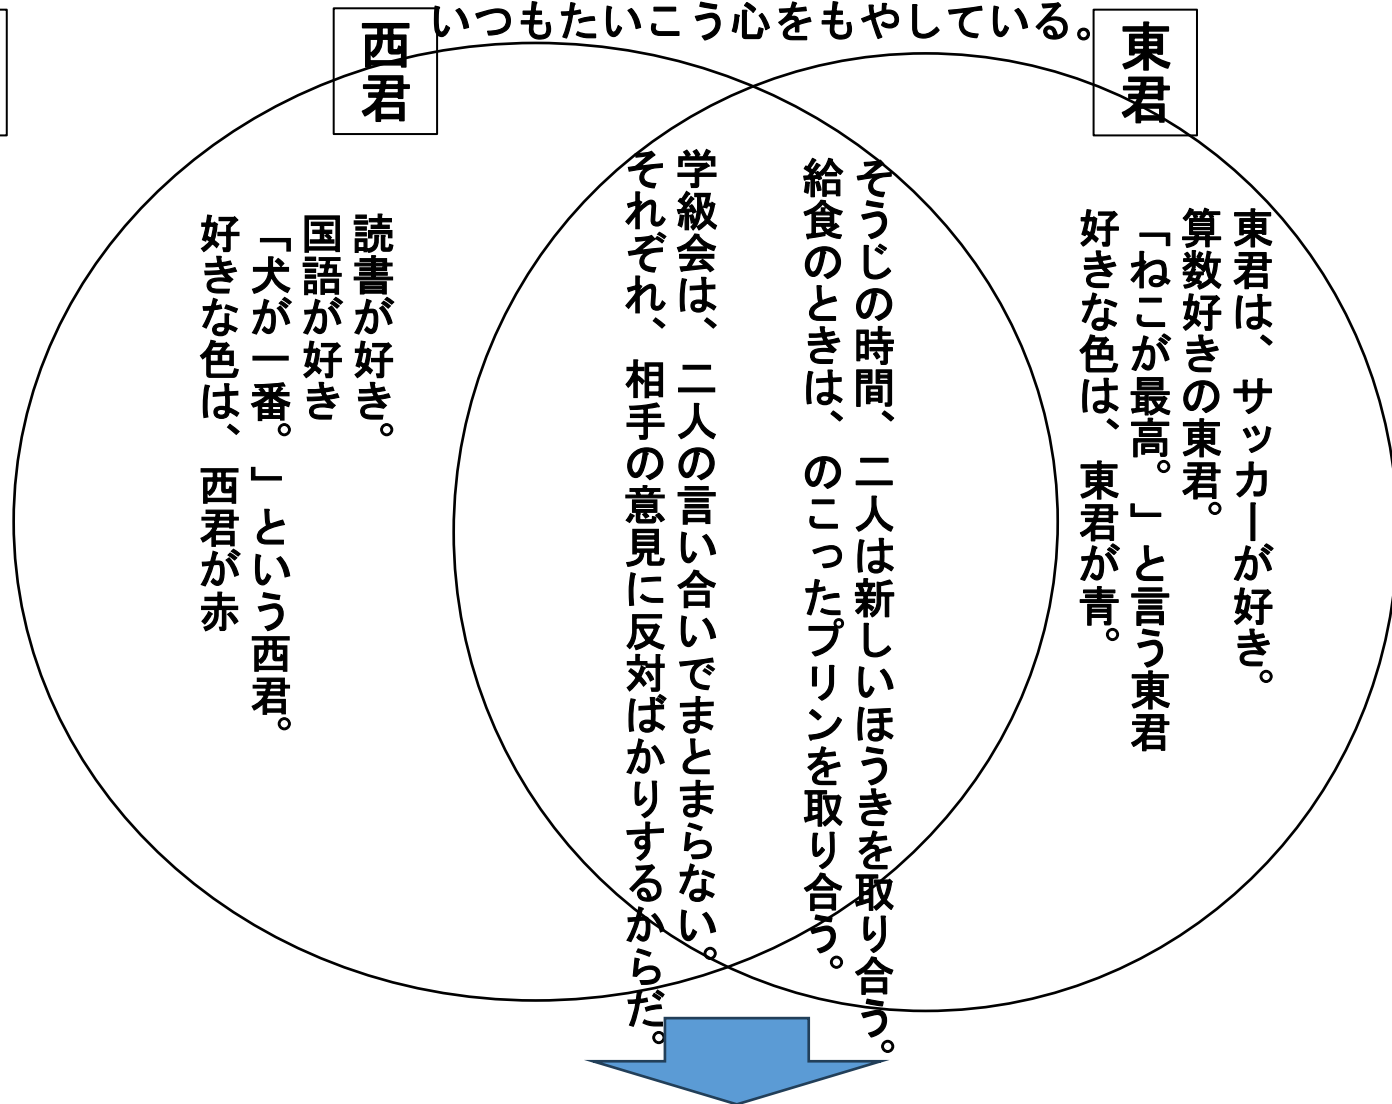 いつもたいこう心をもやしている。
東君
東君は、サッカーが好き。
算数好きの東君。
「ねこが最高。」と言う東君
好きな色は、東君が青。
そうじの時間、二人は新しいほうきを取り合う。
給食のときは、のこったプリンを取り合う。
学級会は、二人の言い合いでまとまらない。
それぞれ、相手の意見に反対ばかりするからだ。
西君
読書が好き。
国語が好き
「犬が一番。」という西君。
好きな色は、西君が赤